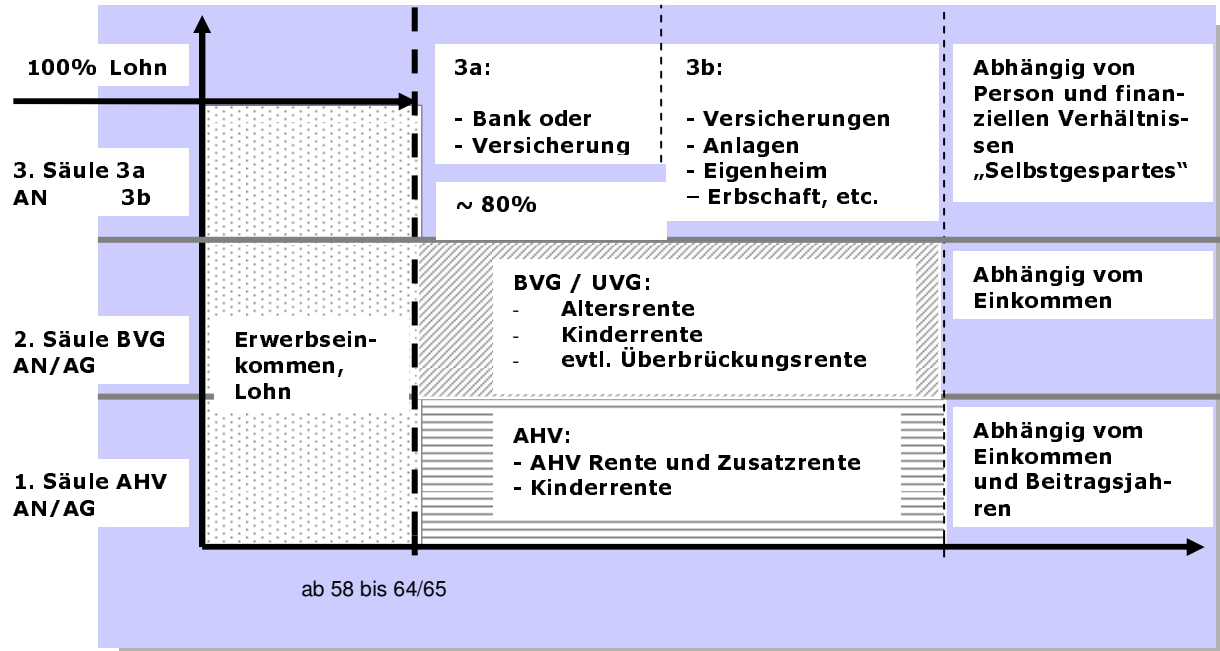 100% Lohn
3. Säule 3a
AN 3b
2. Säule BVG
AN/AG
1. Säule AHV
AN/AG
Erwerbsein-
kommen,
Lohn
3a:
- Bank oder
- Versicherung
~ 80%
3b:
- Versicherungen
- Anlagen
- Eigenheim
– Erbschaft, etc.
Abhängig von
Person und finan-
ziellen Verhältnis-
sen
„Selbstgespartes“
BVG / UVG:
- Altersrente
- Kinderrente
- evtl. Überbrückungsrente
Abhängig vom
Einkommen
AHV:
- AHV Rente und Zusatzrente
- Kinderrente
Abhängig vom
Einkommen
und Beitragsjah-
ren
ab 58 bis 64/65